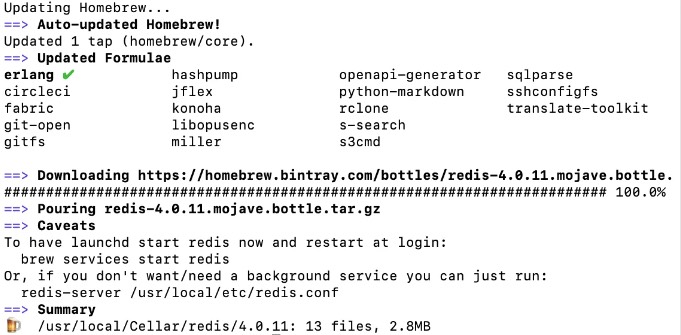 Updating Homebrew...
==> Auto-updated Homebrew!
Updated 1 tap (homebrew/core).
==> Updated Formulae
erlang ✔ hashpump openapi-generator sqlparse
circleci jflex python-markdown sshconfigfs
fabric konoha rclone translate-toolkit
git-open libopusenc s-search
gitfs miller s3cmd
==> Downloading https://homebrew.bintray.com/bottles/redis-4.0.11.mojave.bottle.
######################################################################## 100.0%
==> Pouring redis-4.0.11.mojave.bottle.tar.gz
==> Caveats
To have launchd start redis now and restart at login:
  brew services start redis
Or, if you don't want/need a background service you can just run:
  redis-server /usr/local/etc/redis.conf
==> Summary
🍺 /usr/local/Cellar/redis/4.0.11: 13 files, 2.8MB